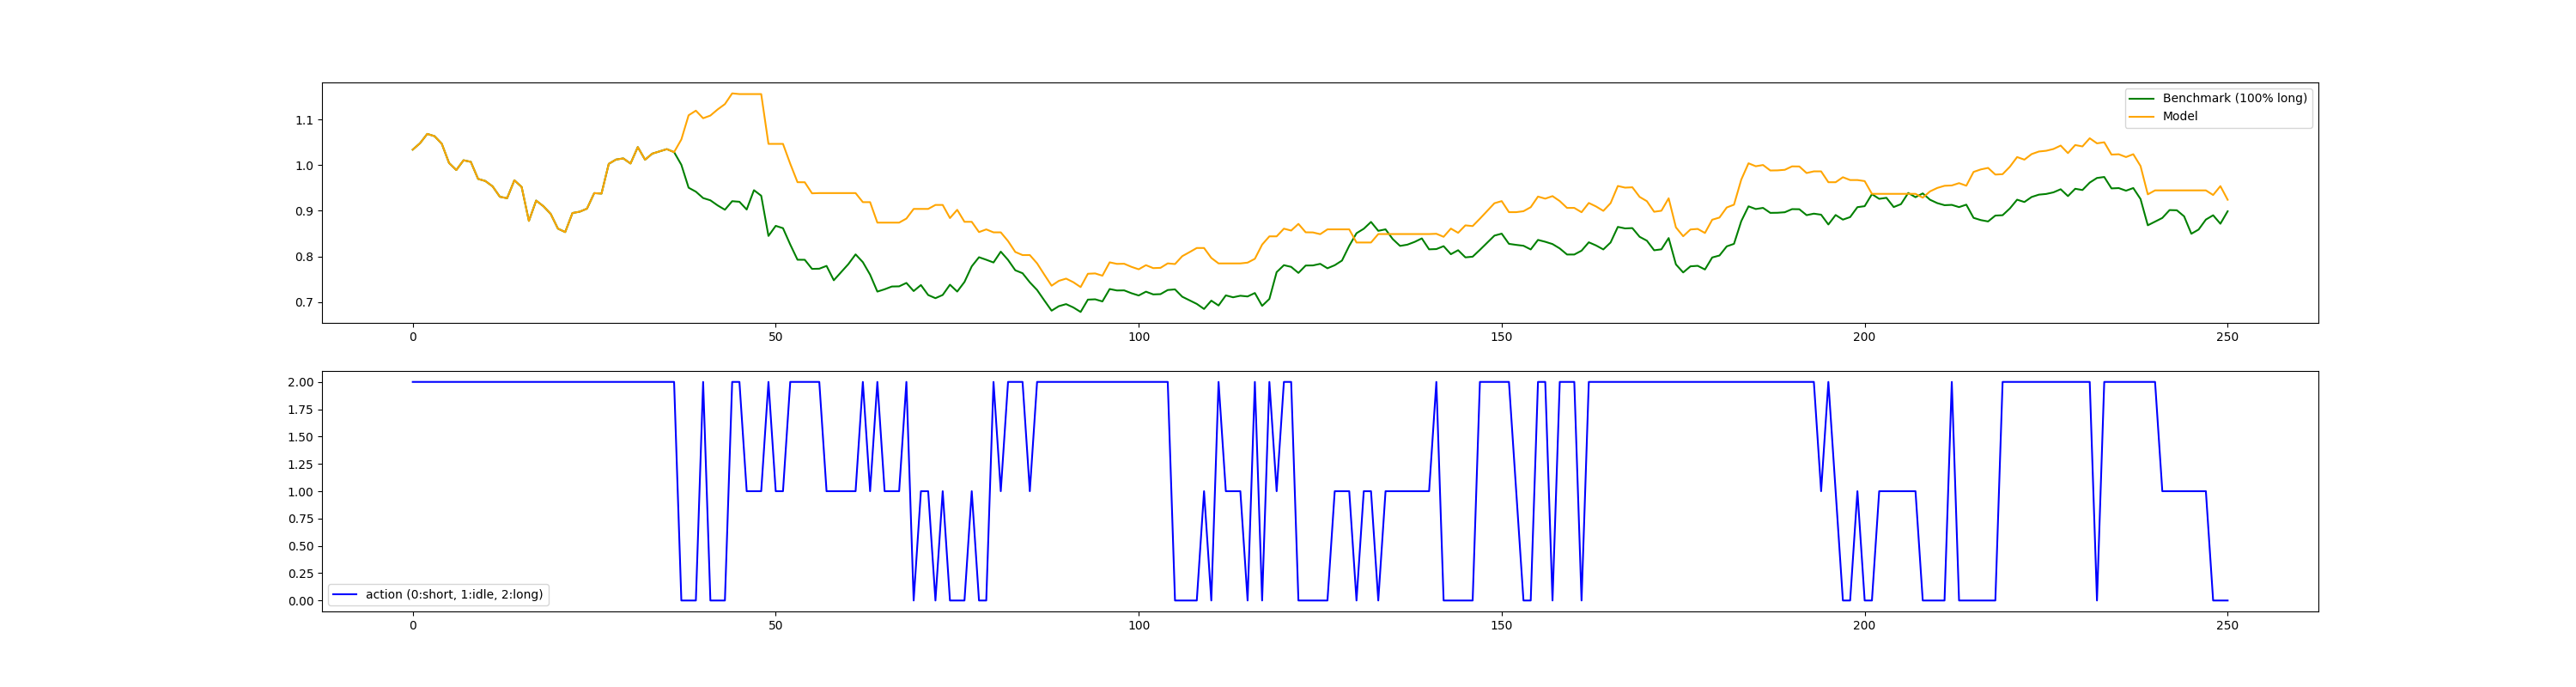 1.1
1.0
0.9
0.8
0.7
Benchmark (100% long)
Model
0 50 100 150 200 250
2.00
1.75
1.50
1.25
1.00
0.75
0.50
0.25
0.00
action (0:short, 1:idle, 2:long)
0 50 100 150 200 250